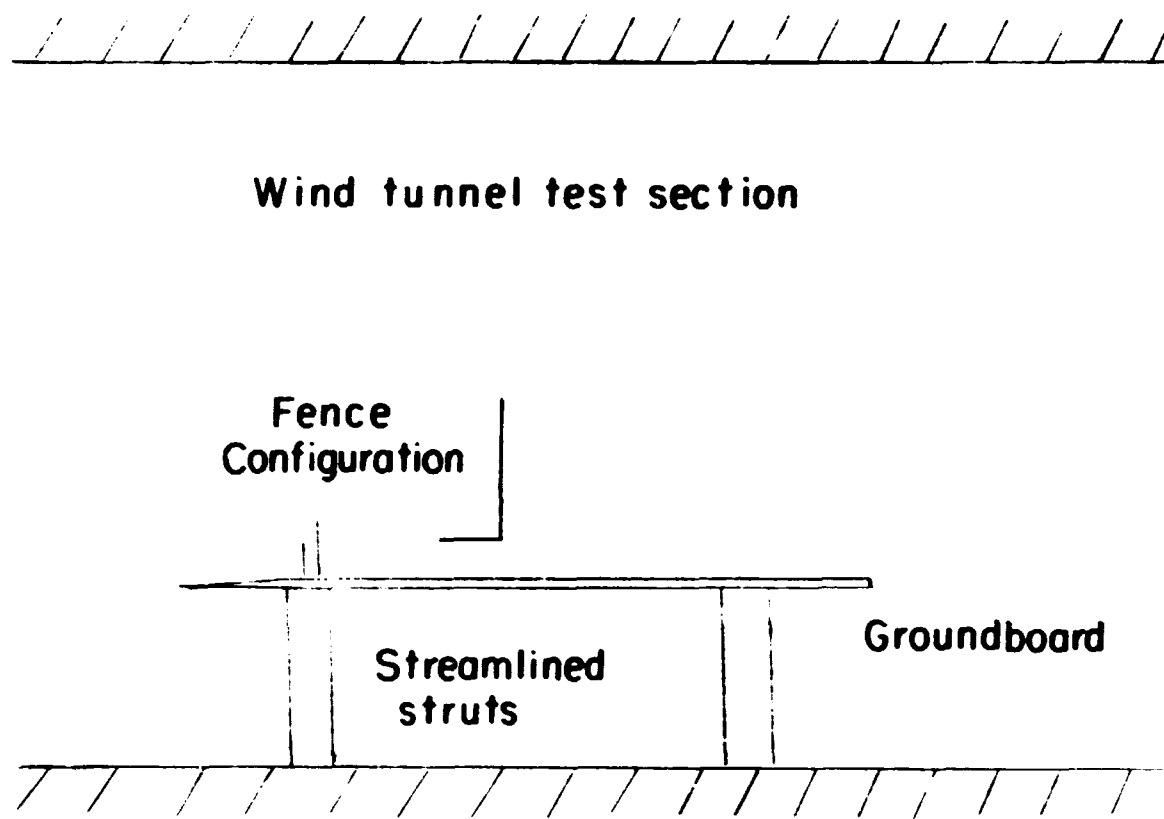 Wind tunnel test section
Fence
Configuration
Groundboard
Streamlined
struts